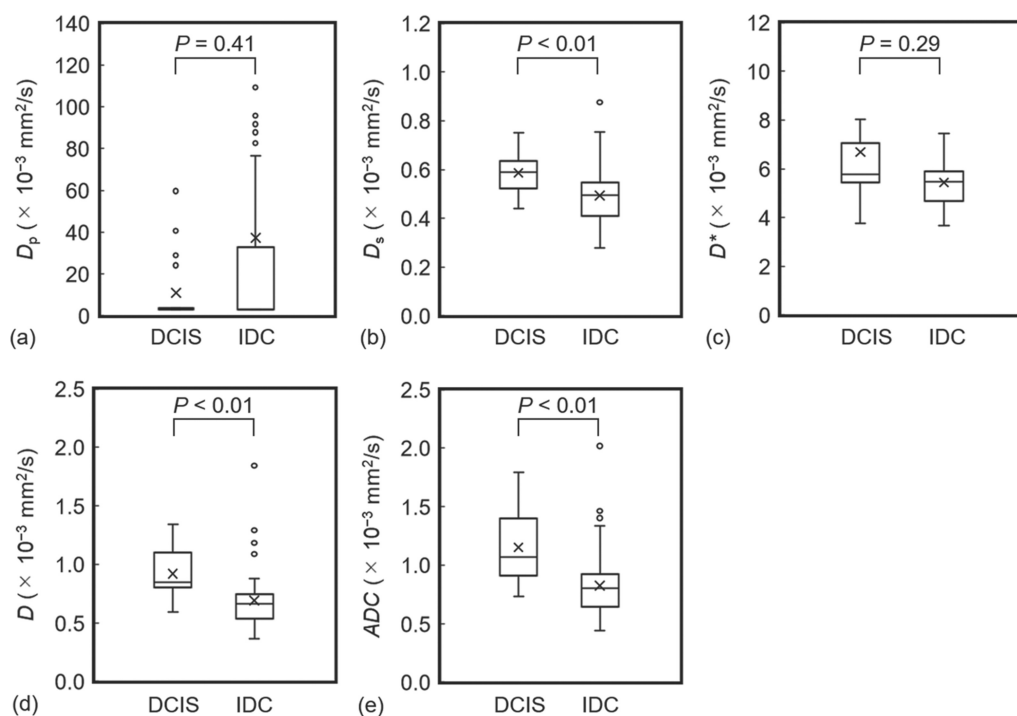 140
120
100
80
60
40
20
0
Dp ( × 10⁻³ mm²/s)
P = 0.41
DCIS IDC
(a)
1.2
1.0
0.8
0.6
0.4
0.2
0.0
Ds ( × 10⁻³ mm²/s)
P < 0.01
DCIS IDC
(b)
12
10
8
6
4
2
0
D* ( × 10⁻³ mm²/s)
P = 0.29
DCIS IDC
(c)
2.5
2.0
1.5
1.0
0.5
0.0
D ( × 10⁻³ mm²/s)
P < 0.01
DCIS IDC
(d)
2.5
2.0
1.5
1.0
0.5
0.0
ADC ( × 10⁻³ mm²/s)
P < 0.01
DCIS IDC
(e)